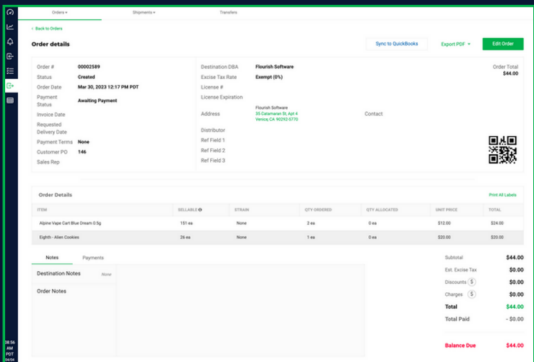 Orders
Shipments
Transfers
Back to Orders
Order details
Sync to QuickBooks
Export PDF
Edit Order
Order # 00002589
Status Created
Order Date Mar 30, 2023 12:17 PM PDT
Payment Status Awaiting Payment
Invoice Date
Requested Delivery Date
Payment Terms None
Customer PO 146
Sales Rep
Destination DBA Flourish Software
Excise Tax Rate Exempt (0%)
License #
License Expiration
Address
Flourish Software
Venice, CA
Contact
Distributor
Ref Field 1
Ref Field 2
Ref Field 3
Order Total
$44.00
Order Details
Print All Labels
ITEM SELLABLE STRAIN QTY ORDERED QTY ALLOCATED UNIT PRICE TOTAL
Alpine Vape Cart Blue Dream 0.5g 151 ea None 2 ea 0 ea $12.00 $24.00
Eighth - Alien Cookies 26 ea None 1 ea 0 ea $20.00 $20.00
Notes Payments
Destination Notes None
Order Notes
Subtotal $44.00
Est. Excise Tax $0.00
Discounts $ $0.00
Charges $ $0.00
Total $44.00
Total Paid - $0.00
Balance Due $44.00
AM
PDT